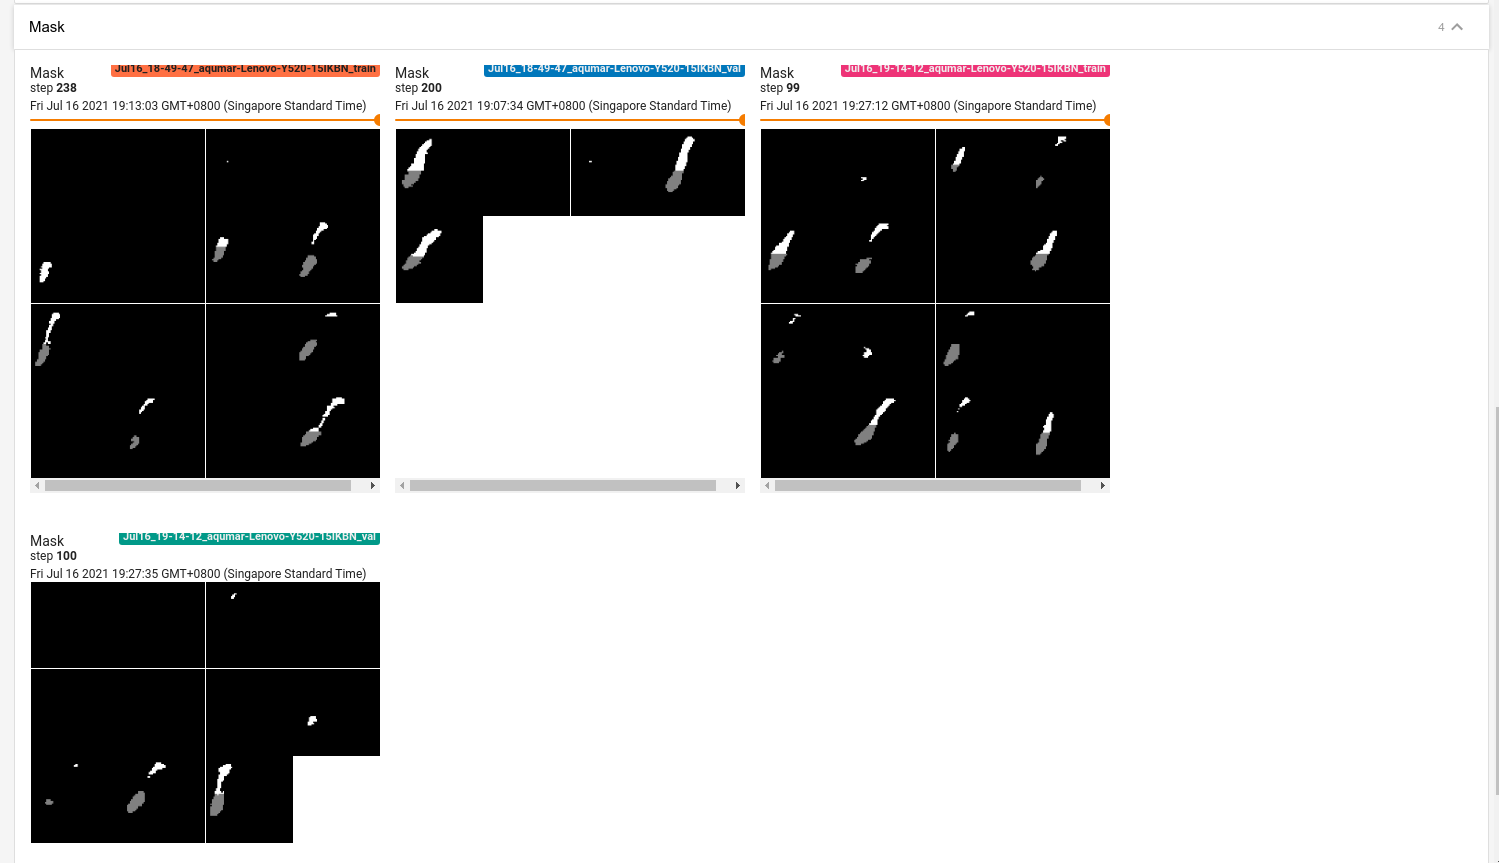 Mask
4
Mask
Jul16_18-49-47_aqumar-Lenovo-Y520-15IKBN_train
step 238
Fri Jul 16 2021 19:13:03 GMT+0800 (Singapore Standard Time)
Mask
Jul16_18-49-47_aqumar-Lenovo-Y520-15IKBN_val
step 200
Fri Jul 16 2021 19:07:34 GMT+0800 (Singapore Standard Time)
Mask
Jul16_19-14-12_aqumar-Lenovo-Y520-15IKBN_train
step 99
Fri Jul 16 2021 19:27:12 GMT+0800 (Singapore Standard Time)
Mask
Jul16_19-14-12_aqumar-Lenovo-Y520-15IKBN_val
step 100
Fri Jul 16 2021 19:27:35 GMT+0800 (Singapore Standard Time)